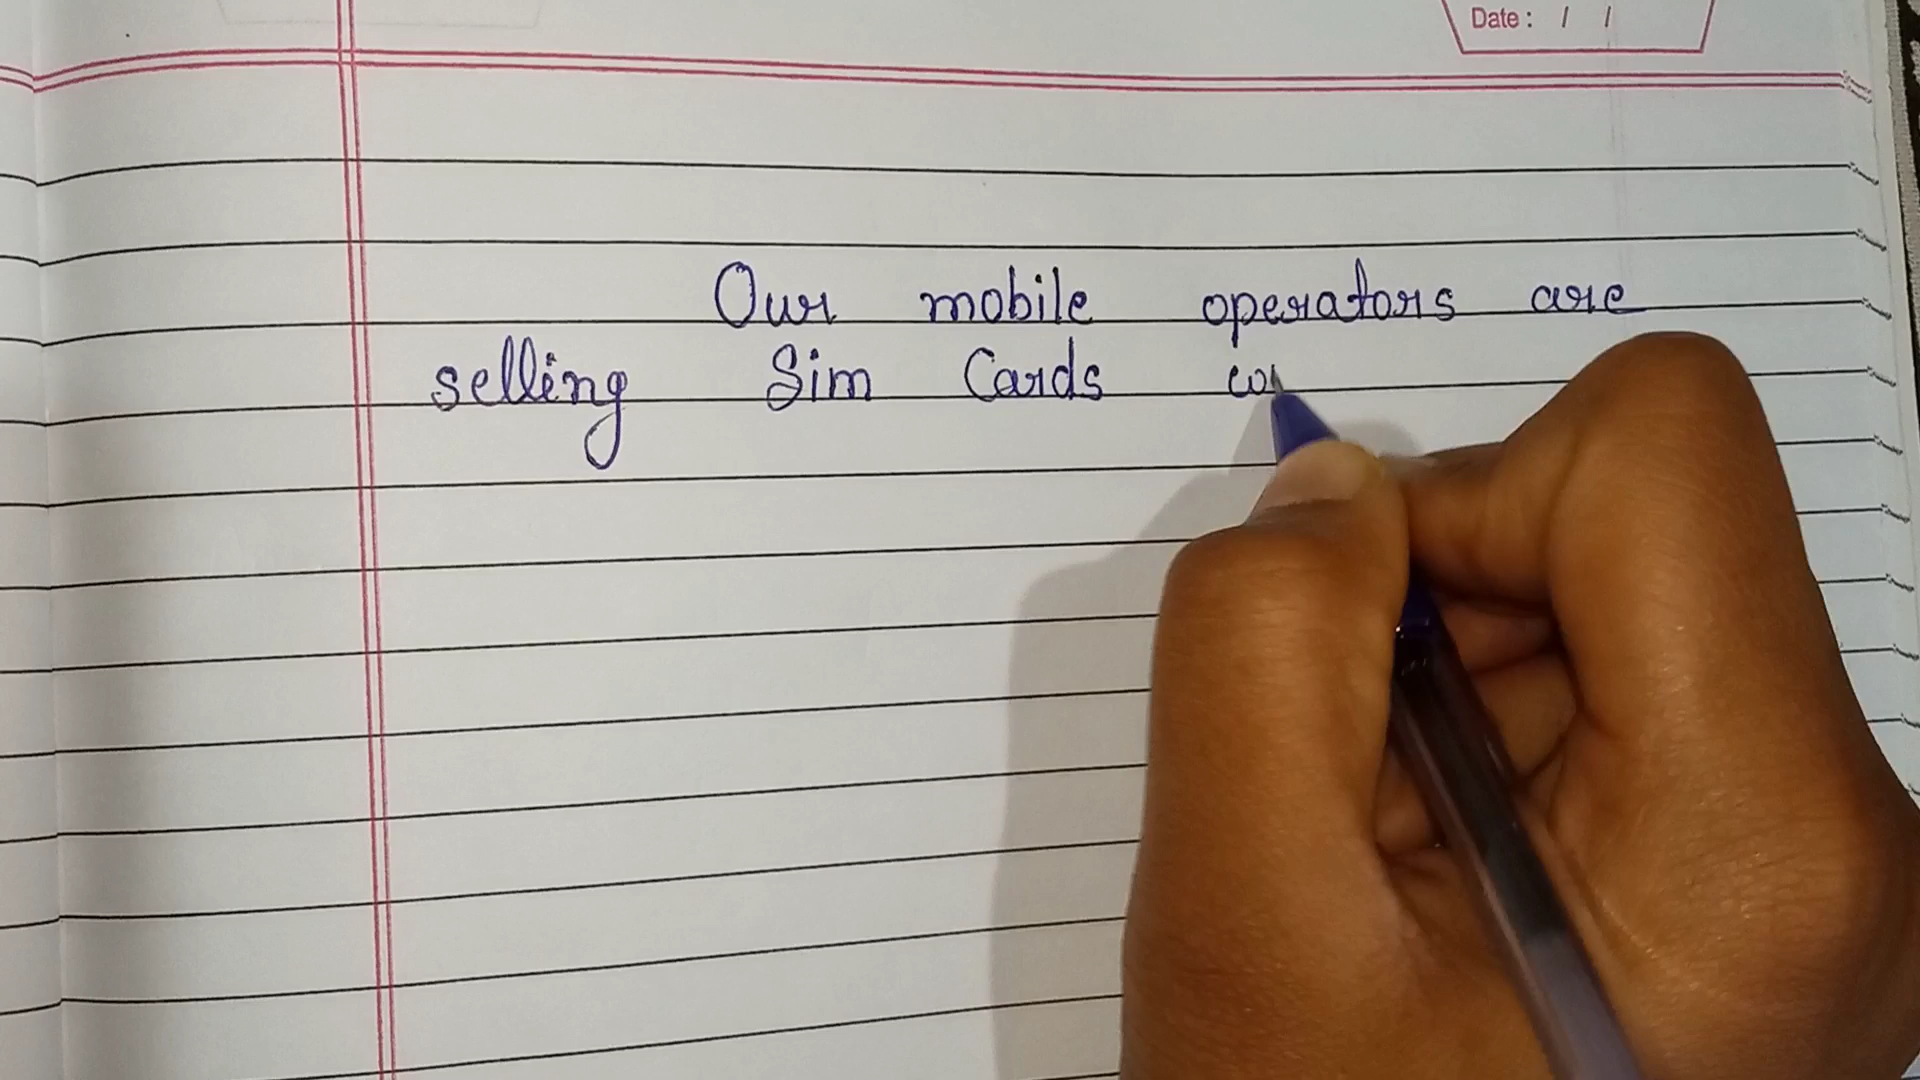 Date : / /
Our mobile operators are
selling Sim Cards